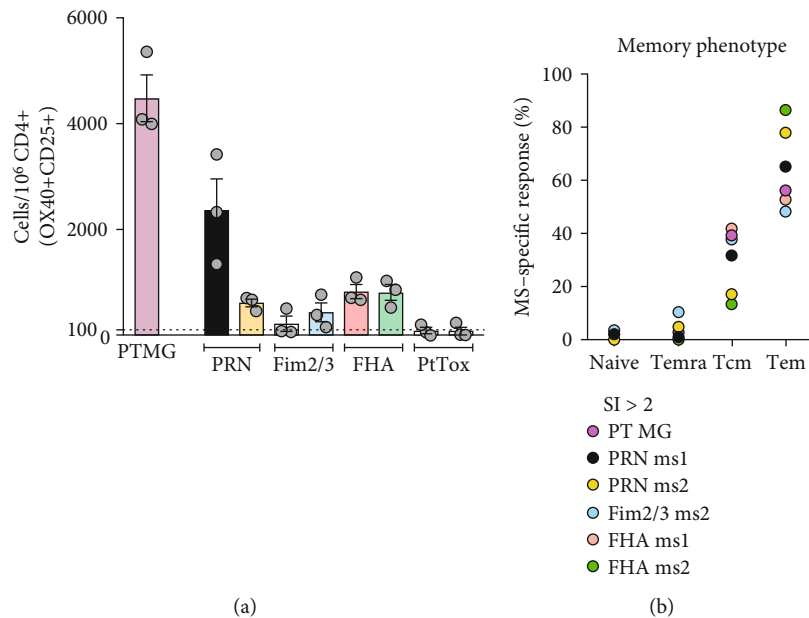 6000
4000
2000
100
0
Cells/10⁶ CD4+
(OX40+CD25+)
PTMG
PRN
Fim2/3
FHA
PtTox
(a)
Memory phenotype
100
80
60
40
20
0
MS–specific response (%)
Naive
Temra
Tcm
Tem
SI > 2
PT MG
PRN ms1
PRN ms2
Fim2/3 ms2
FHA ms1
FHA ms2
(b)